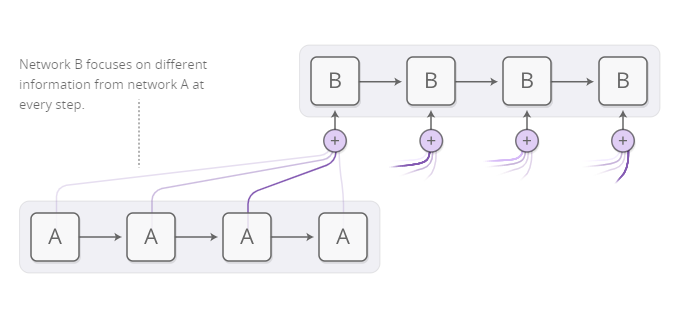 Network B focuses on different
information from network A at
every step.
B B B B
+ + + +
A A A A